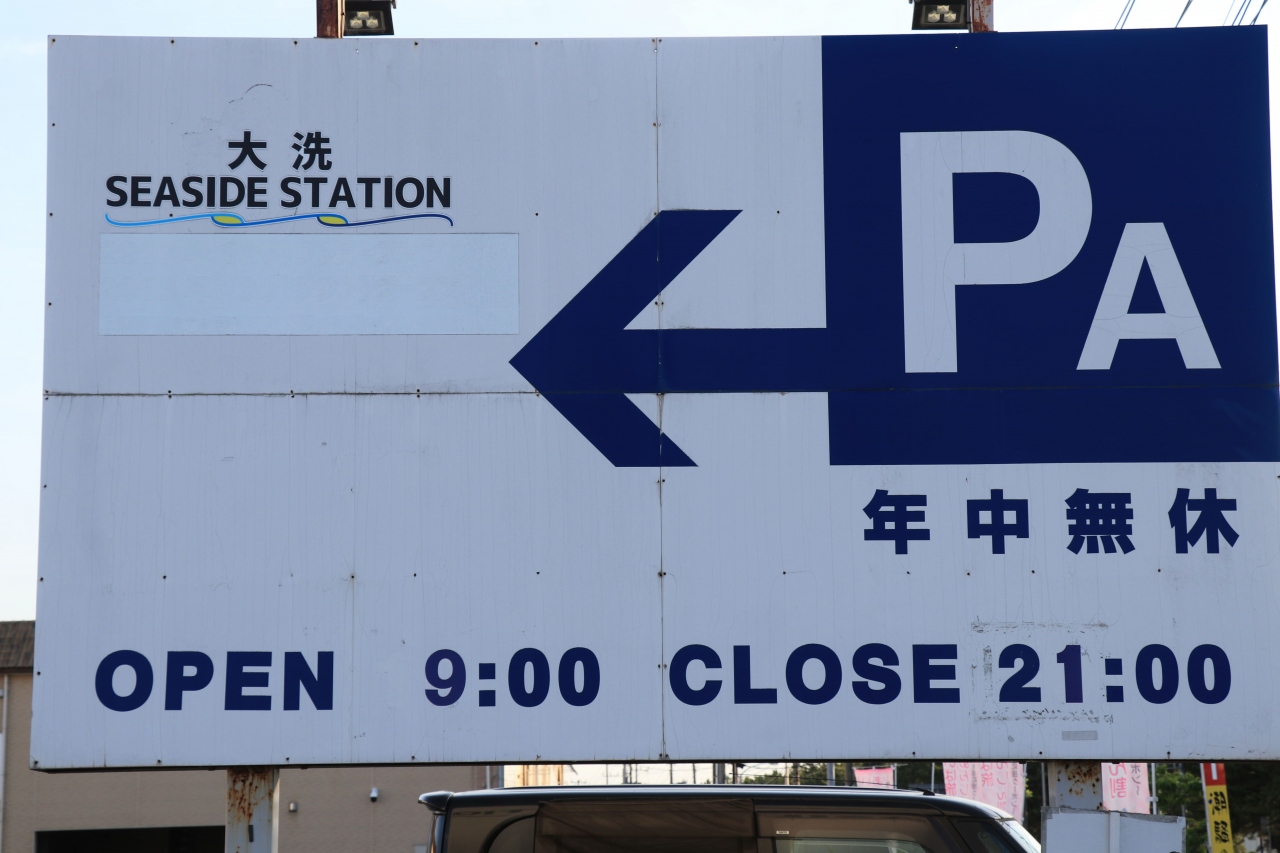 大洗
SEASIDE STATION
PA
年中無休
OPEN 9:00 CLOSE 21:00